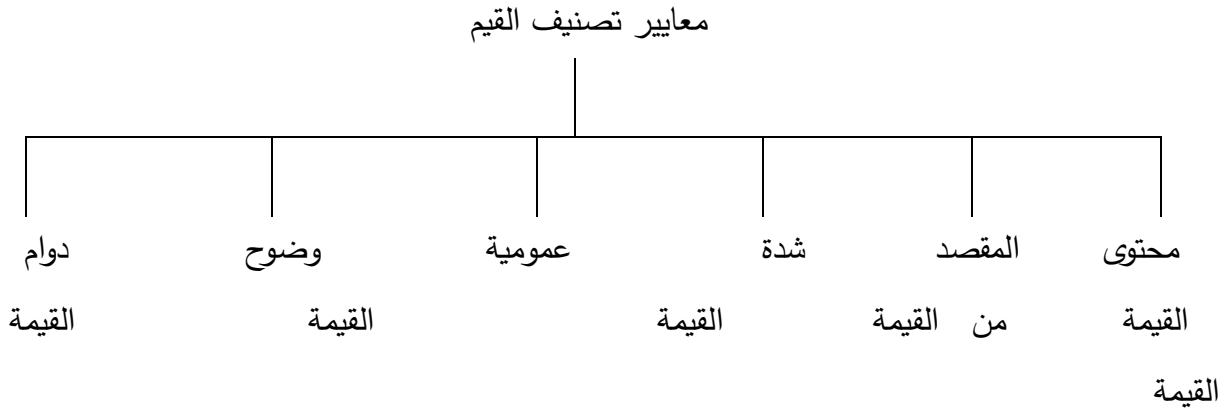 معايير تصنيف القيم
محتوى المقصد شدة عمومية وضوح دوام
القيمة من القيمة القيمة القيمة القيمة
القيمة